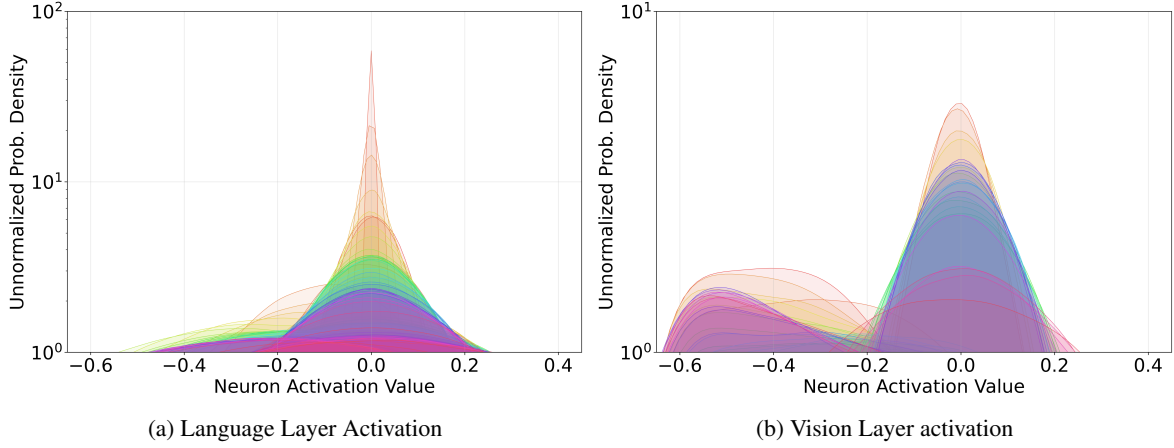 10²
10¹
10⁰
Unnormalized Prob. Density
−0.6 −0.4 −0.2 0.0 0.2 0.4
Neuron Activation Value
(a) Language Layer Activation
10¹
10⁰
Unnormalized Prob. Density
−0.6 −0.4 −0.2 0.0 0.2 0.4
Neuron Activation Value
(b) Vision Layer activation